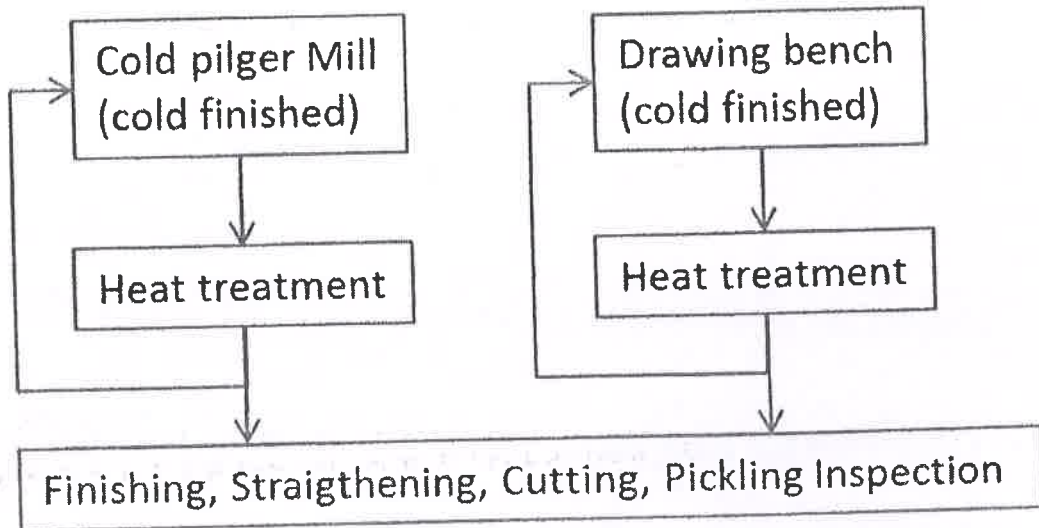 Cold pilger Mill
(cold finished)
Drawing bench
(cold finished)
Heat treatment
Heat treatment
Finishing, Straigthening, Cutting, Pickling Inspection